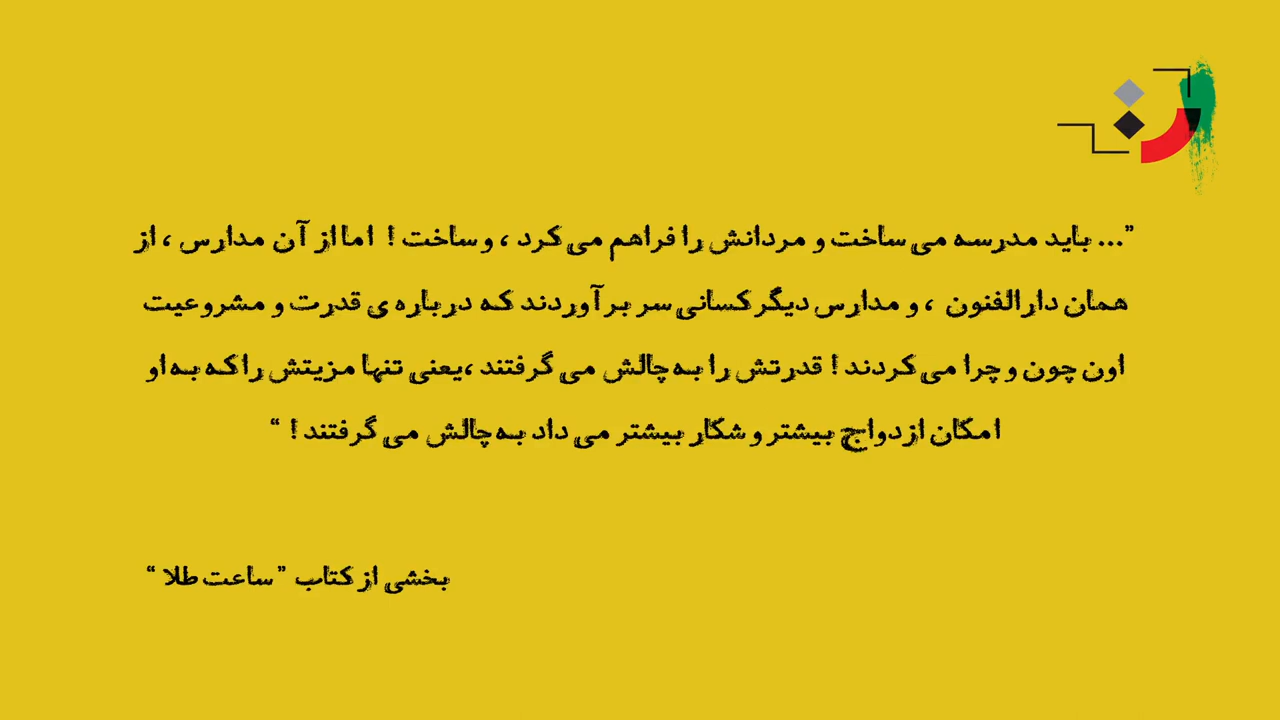 ”... باید مدرسه می ساخت و مردانش را فراهم می کرد ، و ساخت ! اما از آن مدارس ، از
همان دارالفنون ، و مدارس دیگر کسانی سر بر آوردند که درباره ی قدرت و مشروعیت
اون چون و چرا می کردند ! قدرتش را به چالش می گرفتند ،یعنی تنها مزیتش را که به او
امکان ازدواج بیشتر و شکار بیشتر می داد به چالش می گرفتند ! “
بخشی از کتاب ” ساعت طلا “